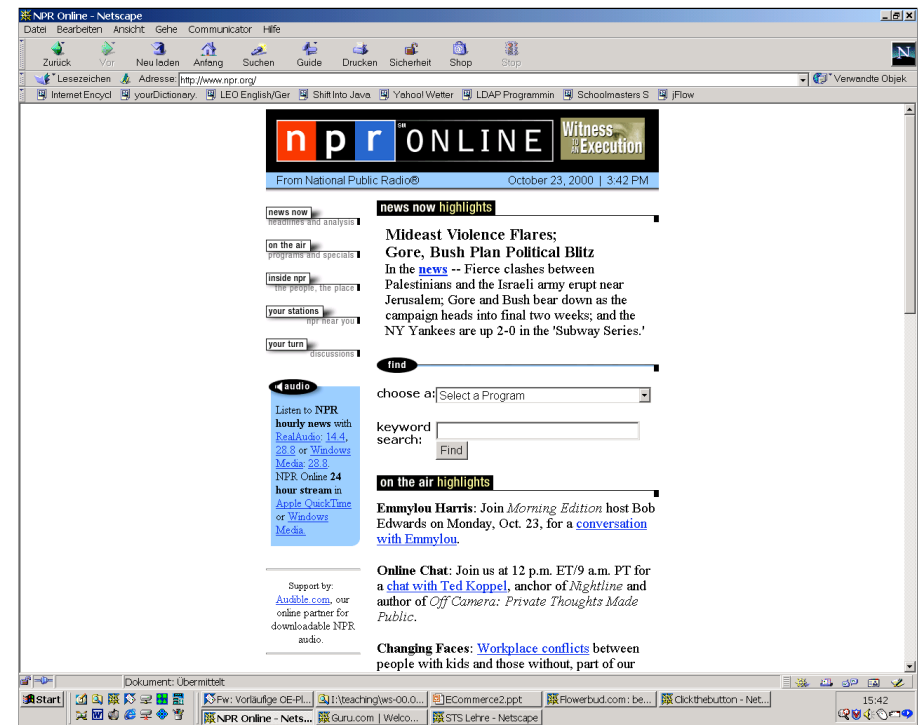 NPR Online - Netscape
Datei Bearbeiten Ansicht Gehe Communicator Hilfe
Zurück Vor Neu laden Anfang Suchen Guide Drucken Sicherheit Shop Stop
N
Lesezeichen Adresse: http://www.npr.org/ Verwandte Objek
Internet Encycl yourDictionary. LEO English/Ger Shift Into Java Yahoo! Wetter LDAP Programmin Schoolmasters S jFlow
npr SM ONLINE Witness TO AN Execution
From National Public Radio® October 23, 2000 | 3:42 PM
news now
headlines and analysis
on the air
programs and specials
inside npr
the people, the place
your stations
npr near you
your turn
discussions
audio
Listen to NPR
hourly news with
RealAudio: 14.4,
28.8 or Windows
Media: 28.8.
NPR Online 24
hour stream in
Apple QuickTime
or Windows
Media.
Support by:
Audible.com, our
online partner for
downloadable NPR
audio.
news now highlights
Mideast Violence Flares;
Gore, Bush Plan Political Blitz
In the news -- Fierce clashes between
Palestinians and the Israeli army erupt near
Jerusalem; Gore and Bush bear down as the
campaign heads into final two weeks; and the
NY Yankees are up 2-0 in the 'Subway Series.'
find
choose a: Select a Program
keyword
search:
Find
on the air highlights
Emmylou Harris: Join Morning Edition host Bob
Edwards on Monday, Oct. 23, for a conversation
with Emmylou.
Online Chat: Join us at 12 p.m. ET/9 a.m. PT for
a chat with Ted Koppel, anchor of Nightline and
author of Off Camera: Private Thoughts Made
Public.
Changing Faces: Workplace conflicts between
people with kids and those without, part of our
Dokument: Übermittelt
Start Fw: Vorläufige OE-Pl... I:\teaching\ws-00.0... ECommerce2.ppt Flowerbud.com : be... Clickthebutton - Net... 15:42
NPR Online - Nets... Guru.com | Welco... STS Lehre - Netscape